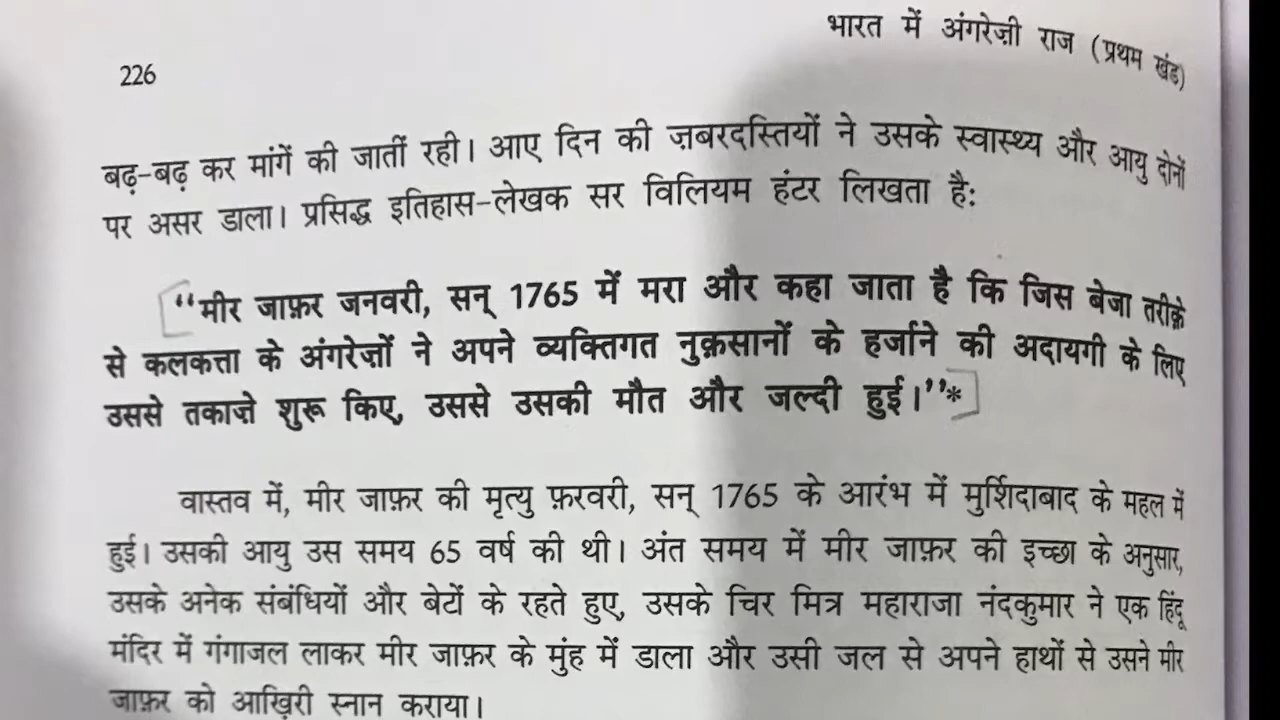 भारत में अंगरेज़ी राज (प्रथम खंड)
226
बढ़-बढ़ कर मांगें की जातीं रही। आए दिन की ज़बरदस्तियों ने उसके स्वास्थ्य और आयु दोनों
पर असर डाला। प्रसिद्ध इतिहास-लेखक सर विलियम हंटर लिखता है:
“मीर जाफ़र जनवरी, सन् 1765 में मरा और कहा जाता है कि जिस बेजा तरीक़े
से कलकत्ता के अंगरेज़ों ने अपने व्यक्तिगत नुक़सानों के हर्जाने की अदायगी के लिए
उससे तकाज़े शुरू किए, उससे उसकी मौत और जल्दी हुई।”*
वास्तव में, मीर जाफ़र की मृत्यु फ़रवरी, सन् 1765 के आरंभ में मुर्शिदाबाद के महल में
हुई। उसकी आयु उस समय 65 वर्ष की थी। अंत समय में मीर जाफ़र की इच्छा के अनुसार,
उसके अनेक संबंधियों और बेटों के रहते हुए, उसके चिर मित्र महाराजा नंदकुमार ने एक हिंदू
मंदिर में गंगाजल लाकर मीर जाफ़र के मुंह में डाला और उसी जल से अपने हाथों से उसने मीर
जाफ़र को आख़िरी स्नान कराया।